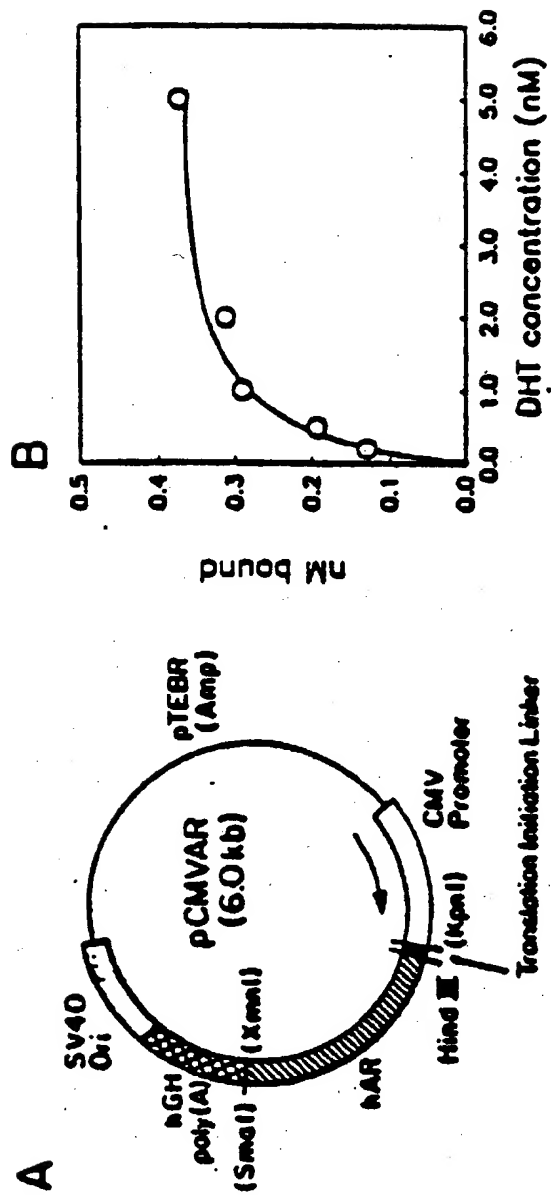 A
SV40
Ori
hGH
poly(A)
(SmaI)
(XmnI)
pCMVAR
(6.0kb)
pTEBR
(Amp)
hAR
Hind III
(KpnI)
CMV
Promoter
Translation Initiation Linker
B
nM bound
0.5
0.4
0.3
0.2
0.1
0.0
0.0
1.0
2.0
3.0
4.0
5.0
6.0
DHT concentration (nM)